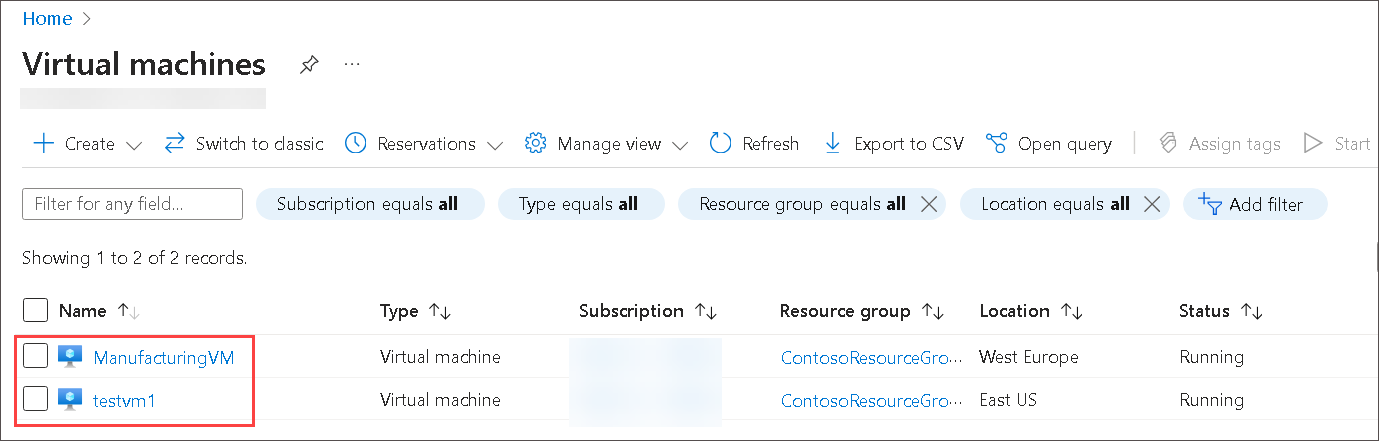 Home >
Virtual machines ...
Create Switch to classic Reservations Manage view Refresh Export to CSV Open query Assign tags Start
Filter for any field... Subscription equals all Type equals all Resource group equals all Location equals all Add filter
Showing 1 to 2 of 2 records.
Name Type Subscription Resource group Location Status
ManufacturingVM Virtual machine ContosoResourceGro... West Europe Running
testvm1 Virtual machine ContosoResourceGro... East US Running